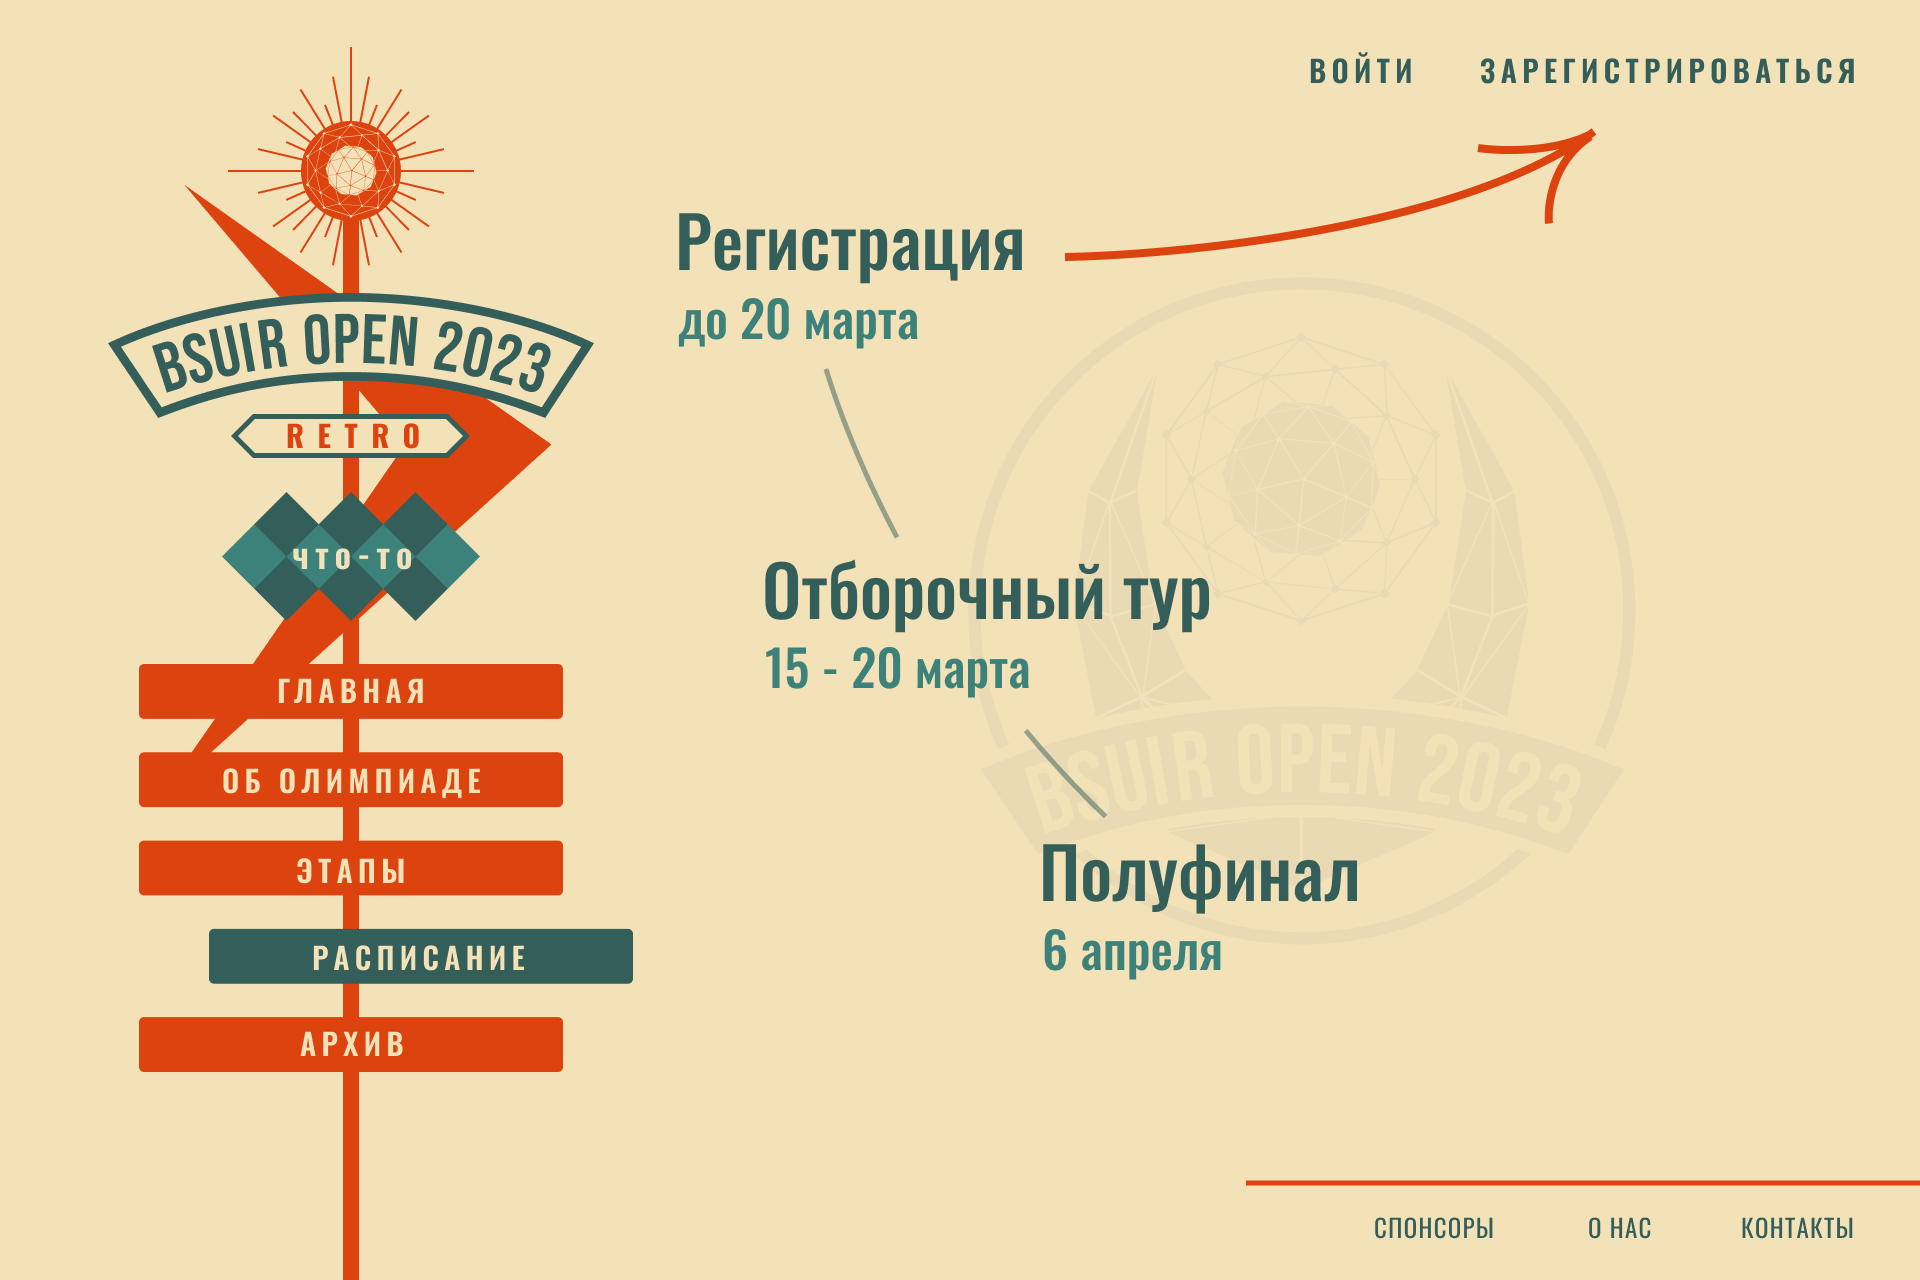 ВОЙТИ ЗАРЕГИСТРИРОВАТЬСЯ
BSUIR OPEN 2023
RETRO
ЧТО-ТО
ГЛАВНАЯ
ОБ ОЛИМПИАДЕ
ЭТАПЫ
РАСПИСАНИЕ
АРХИВ
Регистрация
до 20 марта
Отборочный тур
15 - 20 марта
BSUIR OPEN 2023
Полуфинал
6 апреля
СПОНСОРЫ О НАС КОНТАКТЫ